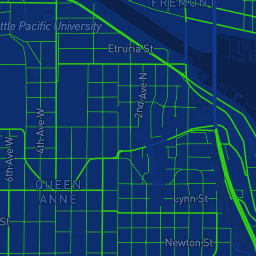 FREMONT
ttle Pacific University
Etruria St
2nd Ave N
4th Ave W
6th Ave W
QUEEN
ANNE
Lynn St
St
Newton St